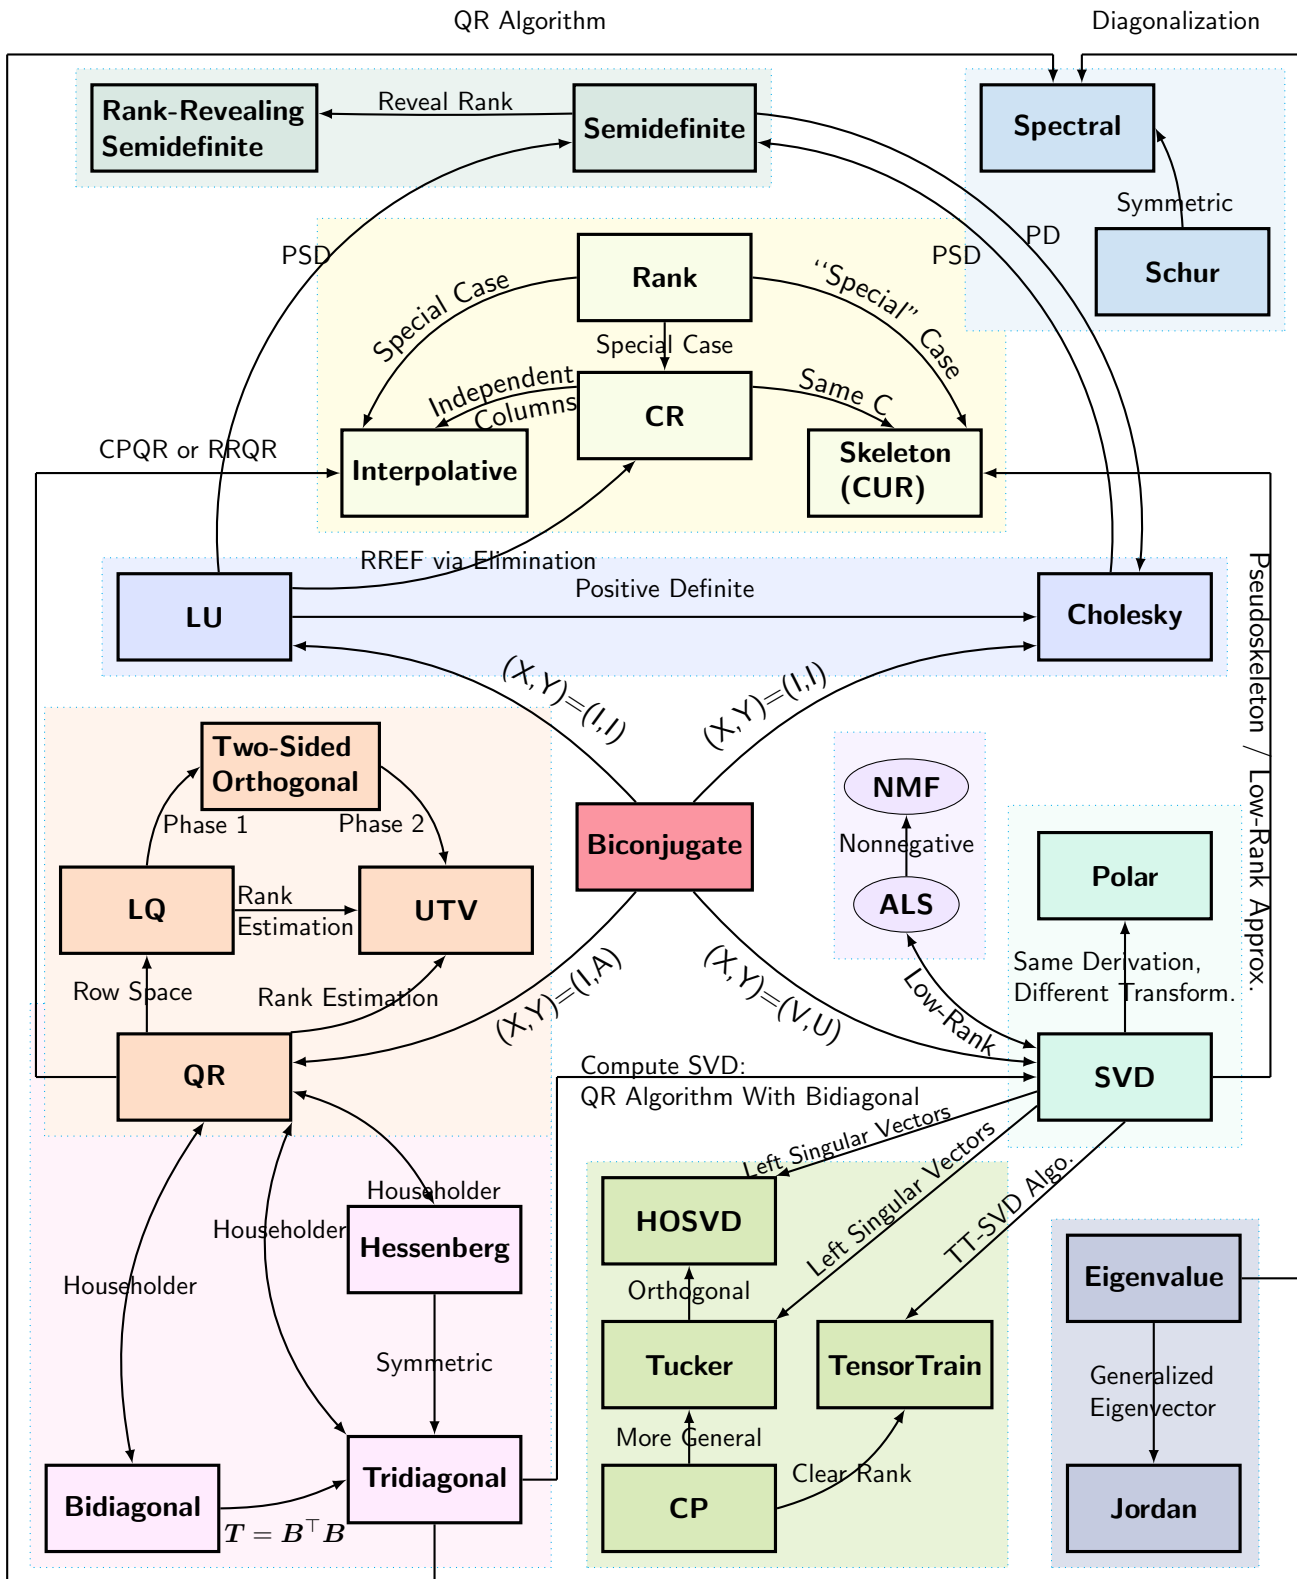 QR Algorithm
Diagonalization
Rank-Revealing
Semidefinite
Reveal Rank
Semidefinite
Spectral
Symmetric
Schur
PSD
PSD
PD
Rank
Special Case
Special Case
“Special” Case
Independent
Columns
CR
Same C
Interpolative
Skeleton
(CUR)
CPQR or RRQR
RREF via Elimination
Positive Definite
LU
Cholesky
Pseudoskeleton / Low-Rank Approx.
(X,Y)=(I,I)
(X,Y)=(I,I)
Two-Sided
Orthogonal
Phase 1
Phase 2
LQ
Rank
Estimation
UTV
Row Space
Rank Estimation
QR
Biconjugate
(X,Y)=(I,A)
(X,Y)=(V,U)
NMF
Nonnegative
ALS
Low-Rank
Polar
Same Derivation,
Different Transform.
SVD
Compute SVD:
QR Algorithm With Bidiagonal
Left Singular Vectors
Left Singular Vectors
TT-SVD Algo.
Householder
Householder
Householder
Hessenberg
Symmetric
Tridiagonal
Bidiagonal
T = B⊤B
HOSVD
Orthogonal
Tucker
TensorTrain
More General
Clear Rank
CP
Eigenvalue
Generalized
Eigenvector
Jordan